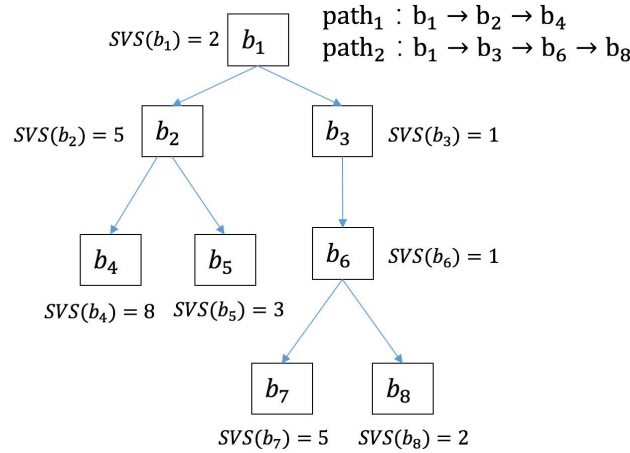 SVS(b₁) = 2 b₁ path₁ : b₁ → b₂ → b₄
path₂ : b₁ → b₃ → b₆ → b₈
SVS(b₂) = 5 b₂ b₃ SVS(b₃) = 1
b₄ b₅ b₆ SVS(b₆) = 1
SVS(b₄) = 8 SVS(b₅) = 3
b₇ b₈
SVS(b₇) = 5 SVS(b₈) = 2